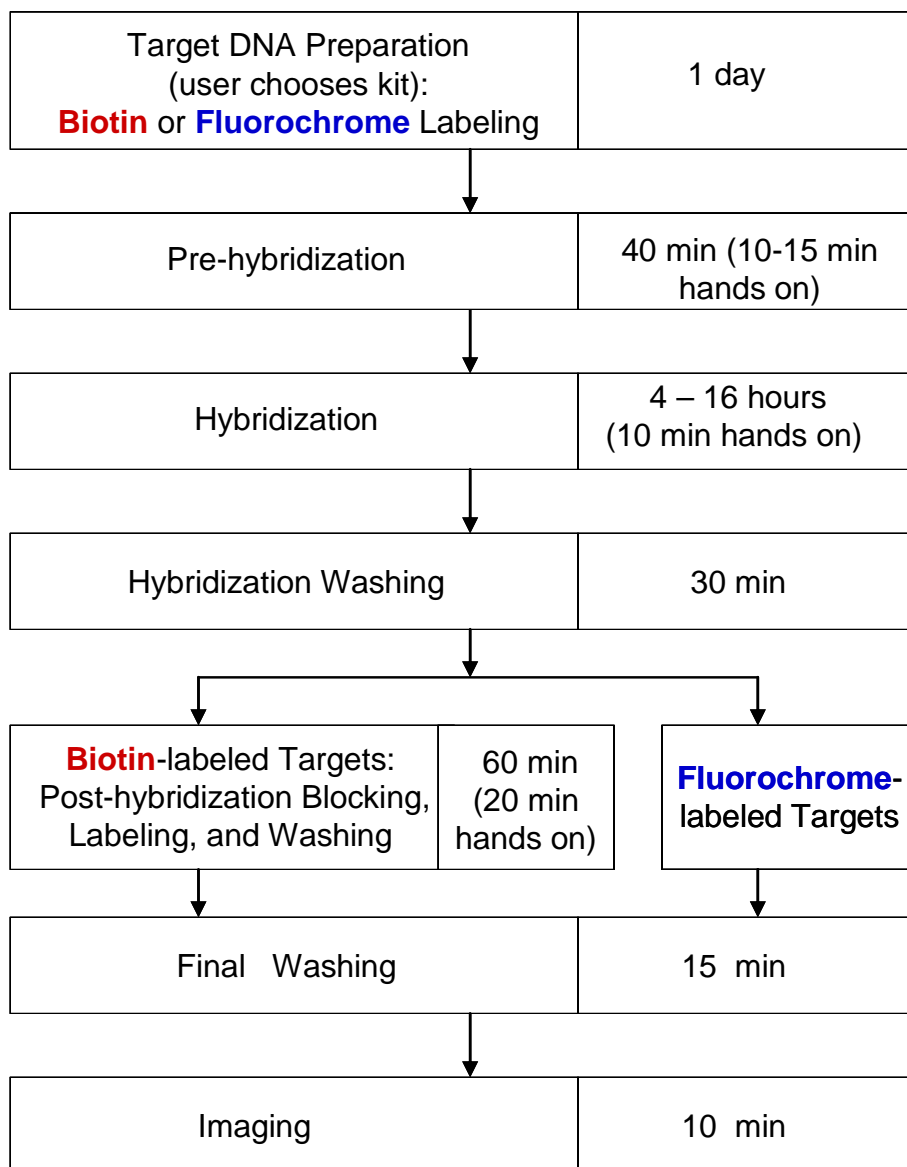 Target DNA Preparation
(user chooses kit):
Biotin or Fluorochrome Labeling
1 day
Pre-hybridization
40 min (10-15 min
hands on)
Hybridization
4 – 16 hours
(10 min hands on)
Hybridization Washing
30 min
Biotin-labeled Targets:
Post-hybridization Blocking,
Labeling, and Washing
60 min
(20 min
hands on)
Fluorochrome-
labeled Targets
Final Washing
15 min
Imaging
10 min